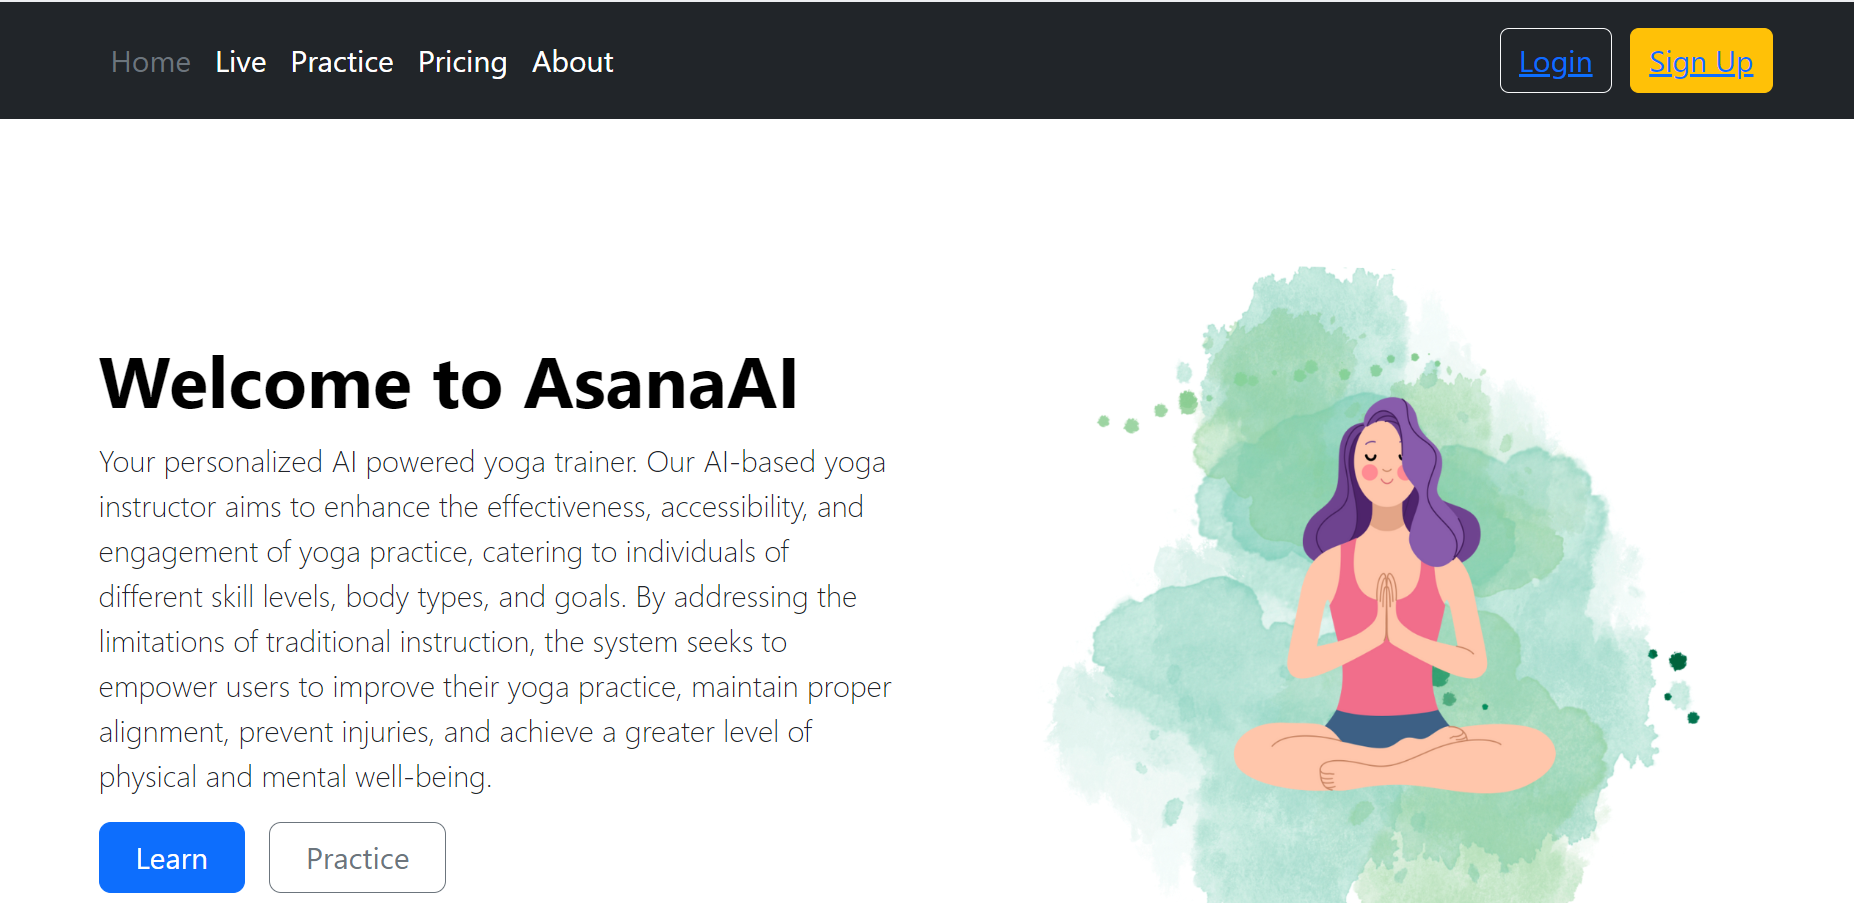 Home Live Practice Pricing About Login Sign Up
Welcome to AsanaAI
Your personalized AI powered yoga trainer. Our AI-based yoga
instructor aims to enhance the effectiveness, accessibility, and
engagement of yoga practice, catering to individuals of
different skill levels, body types, and goals. By addressing the
limitations of traditional instruction, the system seeks to
empower users to improve their yoga practice, maintain proper
alignment, prevent injuries, and achieve a greater level of
physical and mental well-being.
Learn Practice